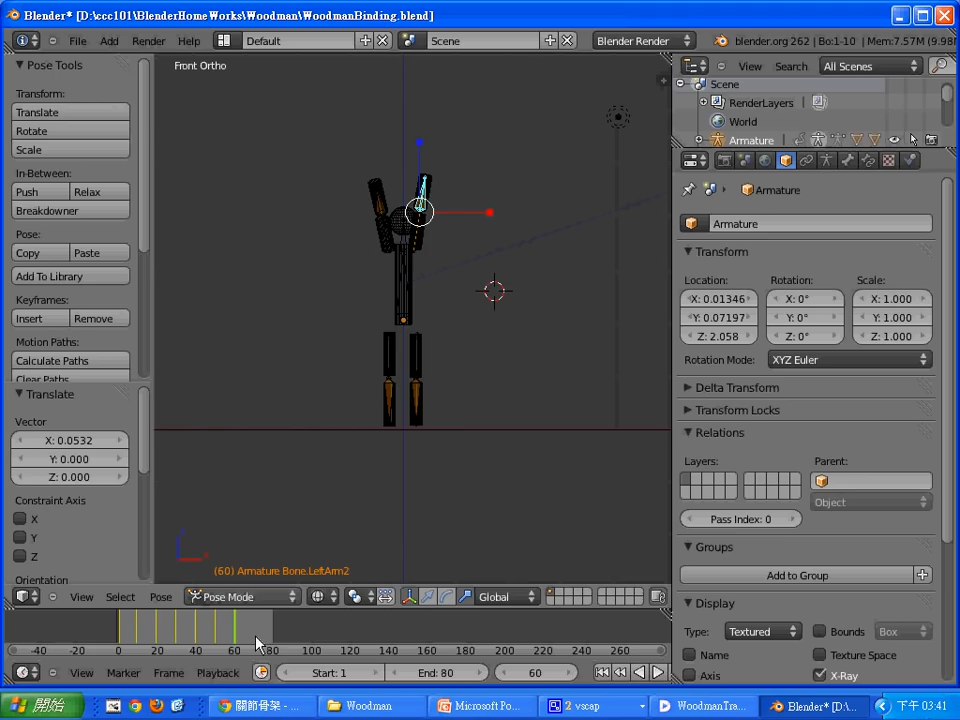 Blender* [D:\ccc101\BlenderHomeWorks\Woodman\WoodmanBinding.blend]
File Add Render Help Default Scene Blender Render blender.org 262 | Bo:1-10 | Mem:7.57M (9.98M
Pose Tools
Transform:
Translate
Rotate
Scale
In-Between:
Push Relax
Breakdowner
Pose:
Copy Paste
Add To Library
Keyframes:
Insert Remove
Motion Paths:
Calculate Paths
Clear Paths
Translate
Vector
X: 0.0532
Y: 0.000
Z: 0.000
Constraint Axis
X
Y
Z
Orientation
Front Ortho
(60) Armature Bone.LeftArm2
View Select Pose Pose Mode Global
View Search All Scenes
Scene
RenderLayers
World
Armature
Armature
Armature
Transform
Location: Rotation: Scale:
X: 0.01346 X: 0° X: 1.000
Y: 0.07197 Y: 0° Y: 1.000
Z: 2.058 Z: 0° Z: 1.000
Rotation Mode: XYZ Euler
Delta Transform
Transform Locks
Relations
Layers: Parent:
Object
Pass Index: 0
Groups
Add to Group
Display
Type: Textured Bounds Box
Name Texture Space
Axis X-Ray
-40 -20 0 20 40 60 80 100 120 140 160 180 200 220 240 260
View Marker Frame Playback Start: 1 End: 80 60
開始 關節骨架 - ... Woodman Microsoft Po... 2 vscap WoodmanTra... Blender* [D:\... 下午 03:41